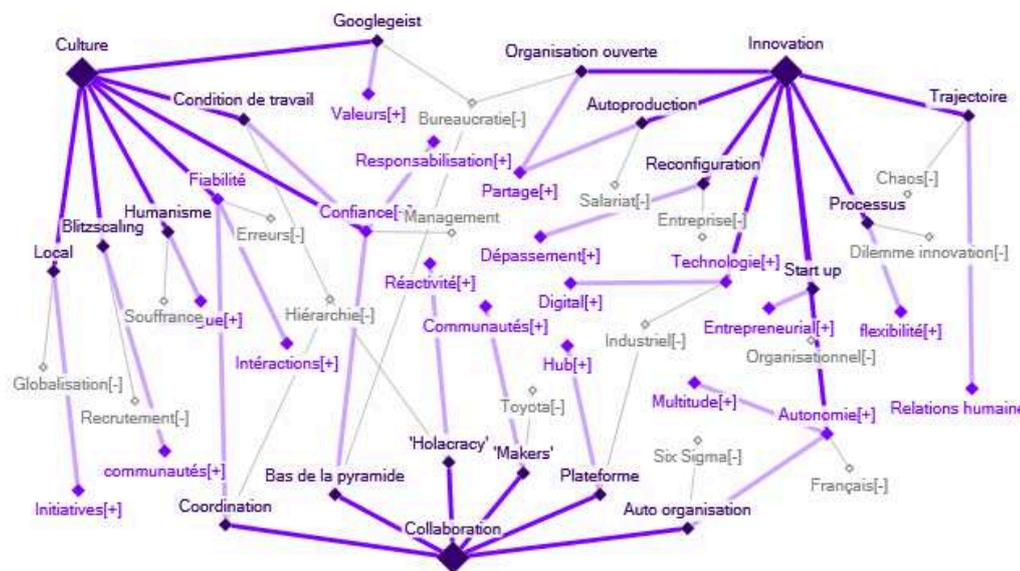 Googlegeist
Culture
Organisation ouverte
Innovation
Condition de travail
Valeurs[+]
Bureaucratie[-]
Autoproduction
Trajectoire
Responsabilisation[+]
Reconfiguration
Fiabilité
Partage[+]
Salariat[-]
Chaos[-]
Humanisme
Blitzscaling
Erreurs[-]
Confiance[-]
Management
Entreprise[-]
Processus
Local
Dépassement[+]
Technologie[+]
Start up
Dilemme innovation[-]
Réactivité[+]
Digital[+]
Souffrance
gue[+]
Hiérarchie[-]
Communautés[+]
Entrepreneurial[+]
flexibilité[+]
Industriel[-]
Organisationnel[-]
Intéractions[+]
Hub[+]
Globalisation[-]
Recrutement[-]
Toyota[-]
Multitude[+]
Autonomie[+]
Relations humaine
communautés[+]
Bas de la pyramide
'Holacracy'
'Makers'
Plateforme
Six Sigma[-]
Français[-]
Initiatives[+]
Coordination
Collaboration
Auto organisation